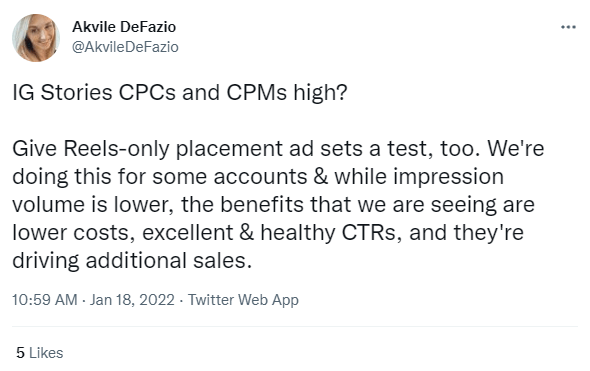 Akvile DeFazio
@AkvileDeFazio
IG Stories CPCs and CPMs high?
Give Reels-only placement ad sets a test, too. We're
doing this for some accounts & while impression
volume is lower, the benefits that we are seeing are
lower costs, excellent & healthy CTRs, and they're
driving additional sales.
10:59 AM · Jan 18, 2022 · Twitter Web App
5 Likes